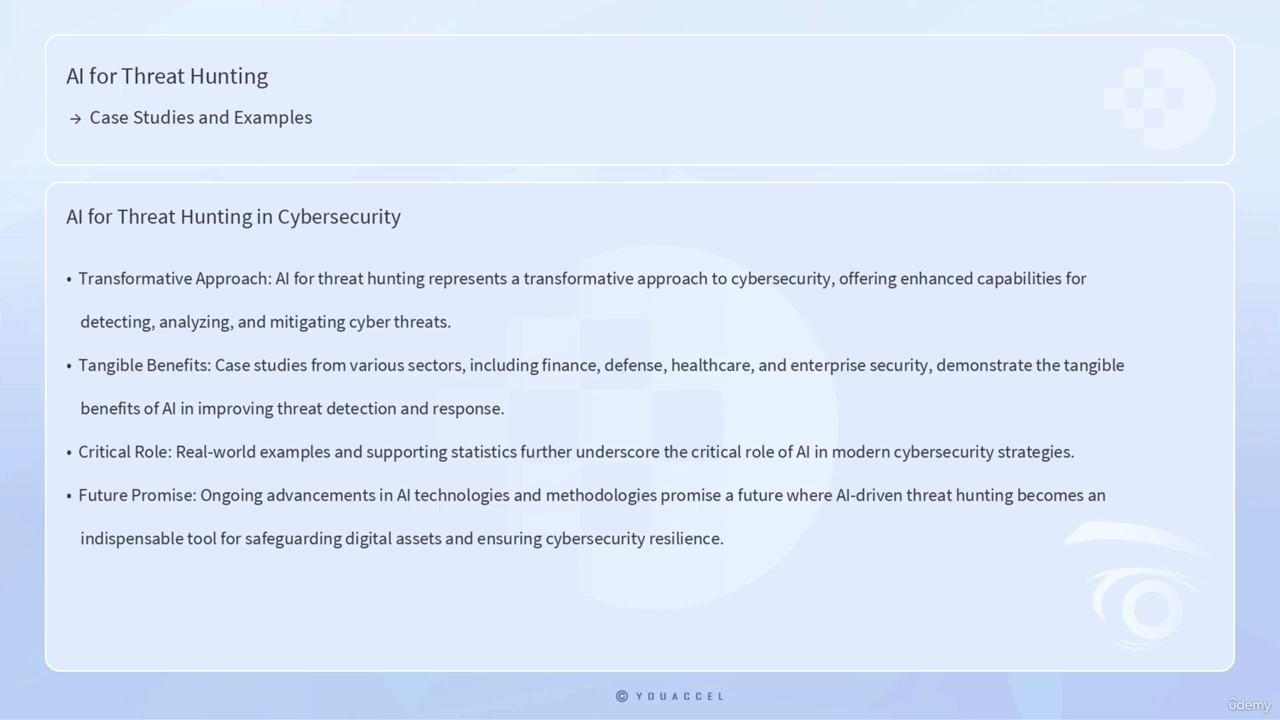 AI for Threat Hunting
→ Case Studies and Examples
AI for Threat Hunting in Cybersecurity
• Transformative Approach: AI for threat hunting represents a transformative approach to cybersecurity, offering enhanced capabilities for
detecting, analyzing, and mitigating cyber threats.
• Tangible Benefits: Case studies from various sectors, including finance, defense, healthcare, and enterprise security, demonstrate the tangible
benefits of AI in improving threat detection and response.
• Critical Role: Real-world examples and supporting statistics further underscore the critical role of AI in modern cybersecurity strategies.
• Future Promise: Ongoing advancements in AI technologies and methodologies promise a future where AI-driven threat hunting becomes an
indispensable tool for safeguarding digital assets and ensuring cybersecurity resilience.
© YOUACCEL
ûdemy